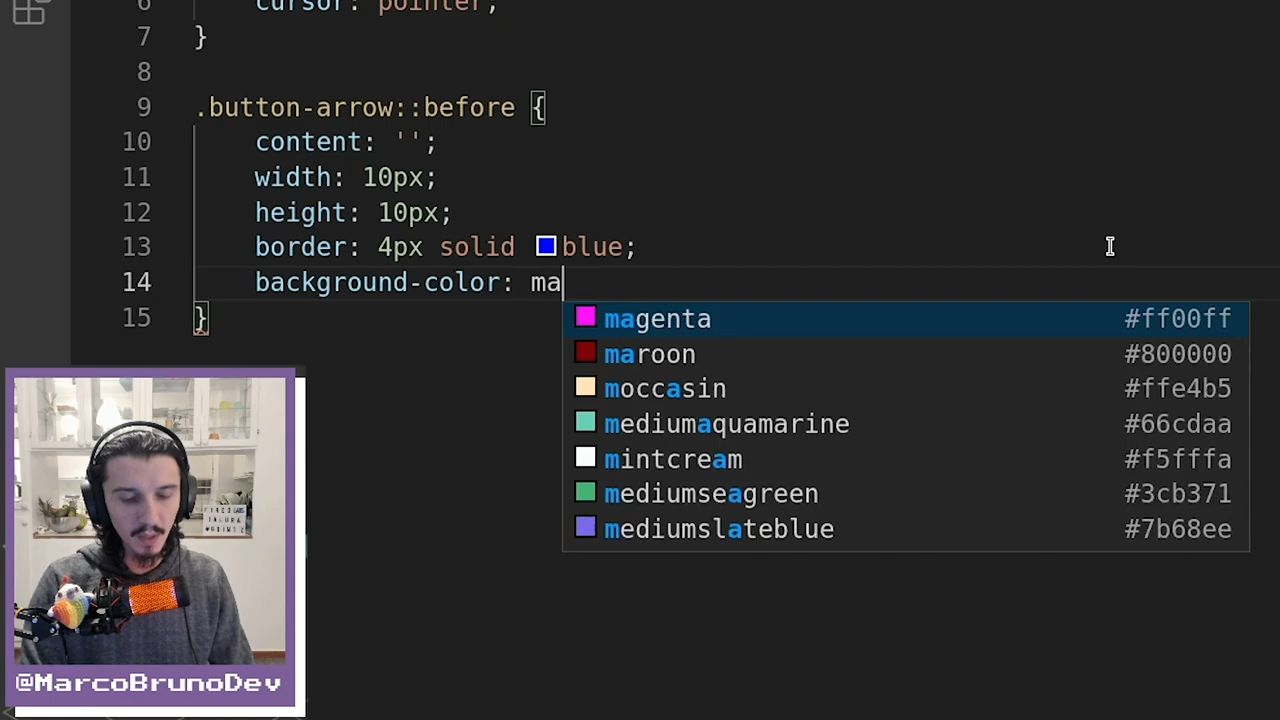 6 cursor: pointer;
7 }
8
9 .button-arrow::before {
10 content: '';
11 width: 10px;
12 height: 10px;
13 border: 4px solid blue;
14 background-color: ma
15 }
magenta #ff00ff
maroon #800000
moccasin #ffe4b5
mediumaquamarine #66cdaa
mintcream #f5fffa
mediumseagreen #3cb371
mediumslateblue #7b68ee
@MarcoBrunoDev